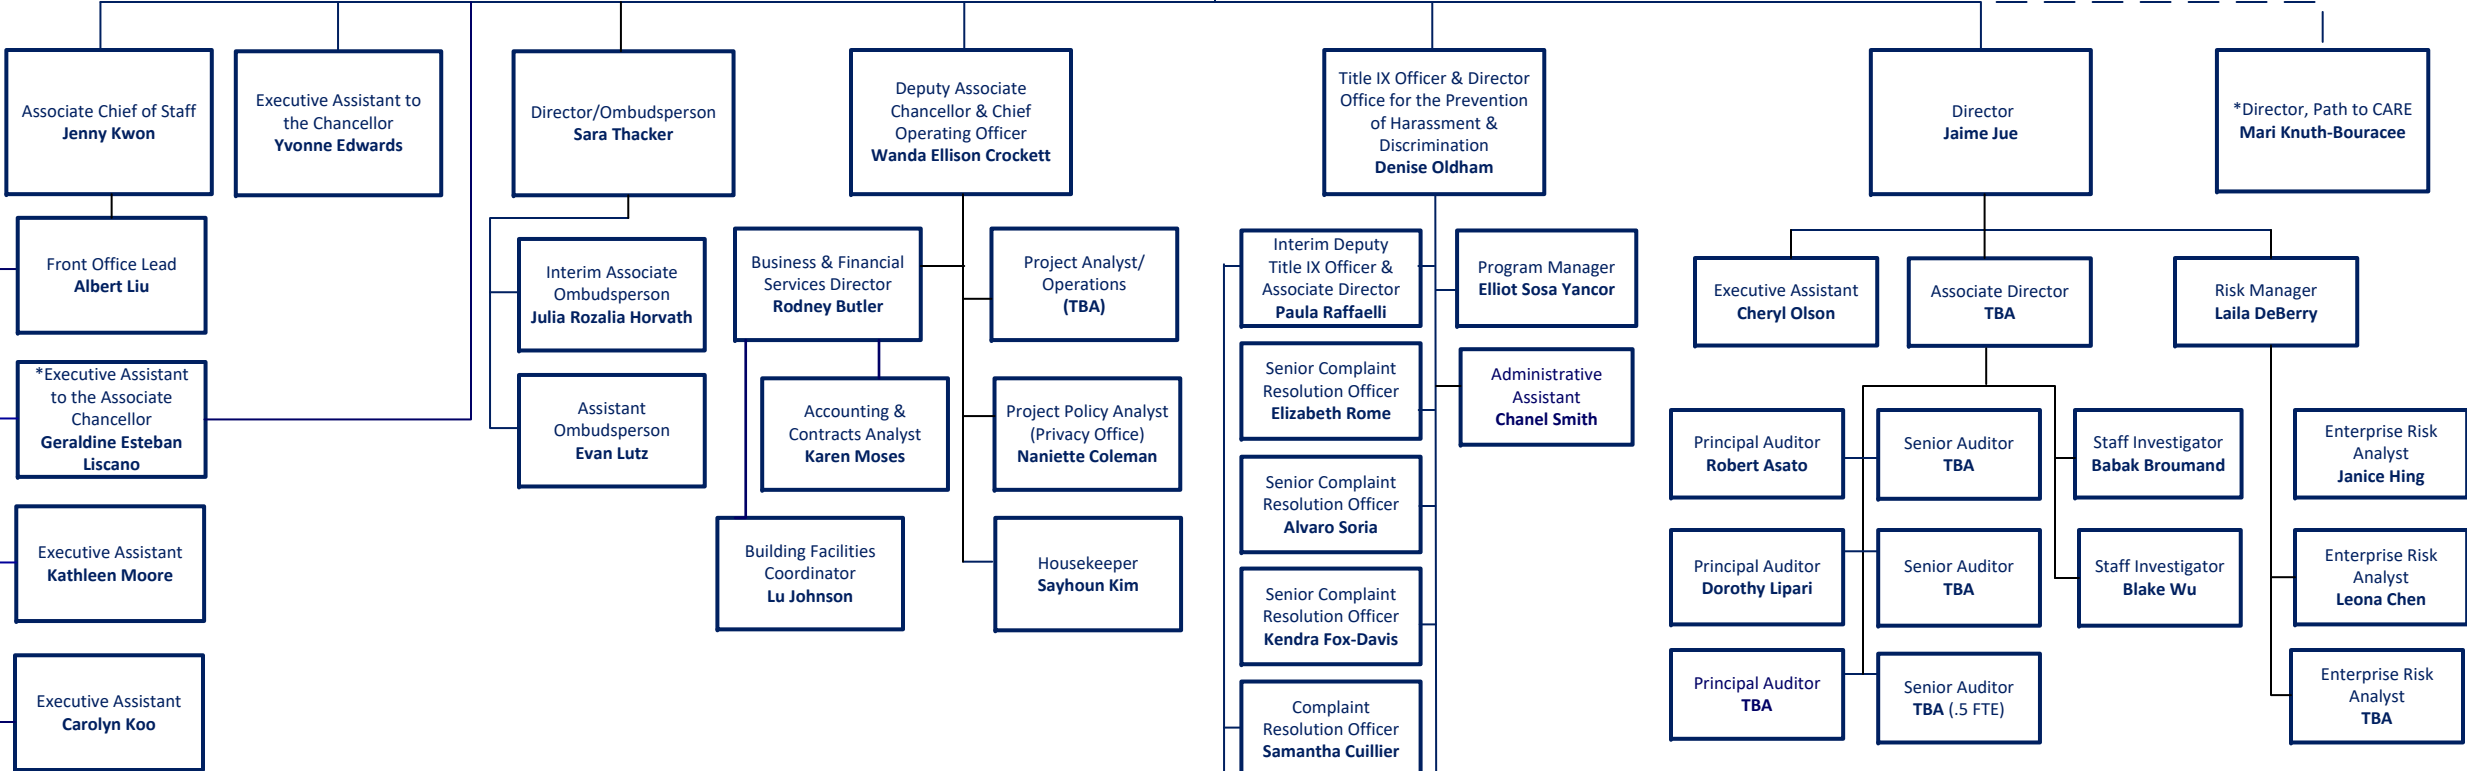 Associate Chief of Staff
Jenny Kwon
Executive Assistant to
the Chancellor
Yvonne Edwards
Director/Ombudsperson
Sara Thacker
Deputy Associate
Chancellor & Chief
Operating Officer
Wanda Ellison Crockett
Title IX Officer & Director
Office for the Prevention
of Harassment &
Discrimination
Denise Oldham
Director
Jaime Jue
*Director, Path to CARE
Mari Knuth-Bouracee
Front Office Lead
Albert Liu
*Executive Assistant
to the Associate
Chancellor
Geraldine Esteban
Liscano
Executive Assistant
Kathleen Moore
Executive Assistant
Carolyn Koo
Interim Associate
Ombudsperson
Julia Rozalia Horvath
Assistant
Ombudsperson
Evan Lutz
Business & Financial
Services Director
Rodney Butler
Accounting &
Contracts Analyst
Karen Moses
Building Facilities
Coordinator
Lu Johnson
Project Analyst/
Operations
(TBA)
Project Policy Analyst
(Privacy Office)
Naniette Coleman
Housekeeper
Sayhoun Kim
Interim Deputy
Title IX Officer &
Associate Director
Paula Raffaelli
Senior Complaint
Resolution Officer
Elizabeth Rome
Senior Complaint
Resolution Officer
Alvaro Soria
Senior Complaint
Resolution Officer
Kendra Fox-Davis
Complaint
Resolution Officer
Samantha Cuillier
Program Manager
Elliot Sosa Yancor
Administrative
Assistant
Chanel Smith
Executive Assistant
Cheryl Olson
Associate Director
TBA
Risk Manager
Laila DeBerry
Principal Auditor
Robert Asato
Senior Auditor
TBA
Staff Investigator
Babak Broumand
Enterprise Risk
Analyst
Janice Hing
Principal Auditor
Dorothy Lipari
Senior Auditor
TBA
Staff Investigator
Blake Wu
Enterprise Risk
Analyst
Leona Chen
Principal Auditor
TBA
Senior Auditor
TBA (.5 FTE)
Enterprise Risk
Analyst
TBA